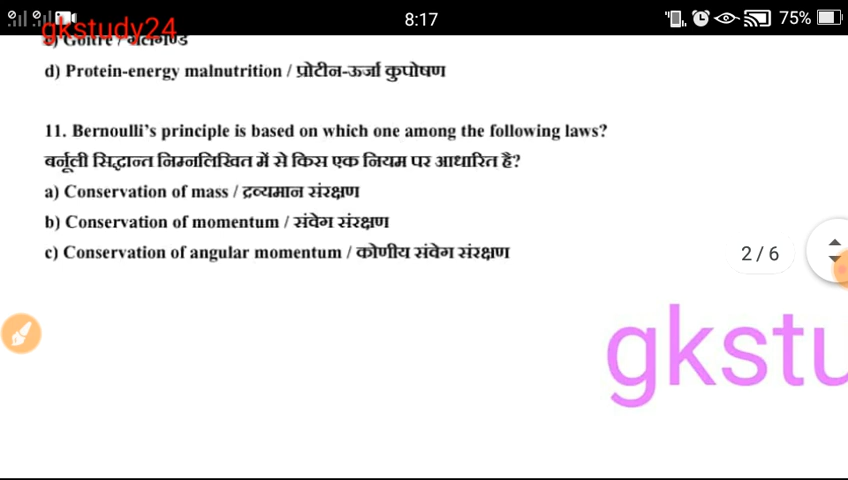 8:17
75%
gkstudy24
d) Protein-energy malnutrition / प्रोटीन-ऊर्जा कुपोषण
11. Bernoulli's principle is based on which one among the following laws?
बर्नूली सिद्धान्त निम्नलिखित में से किस एक नियम पर आधारित है?
a) Conservation of mass / द्रव्यमान संरक्षण
b) Conservation of momentum / संवेग संरक्षण
c) Conservation of angular momentum / कोणीय संवेग संरक्षण
2 / 6
gkstu